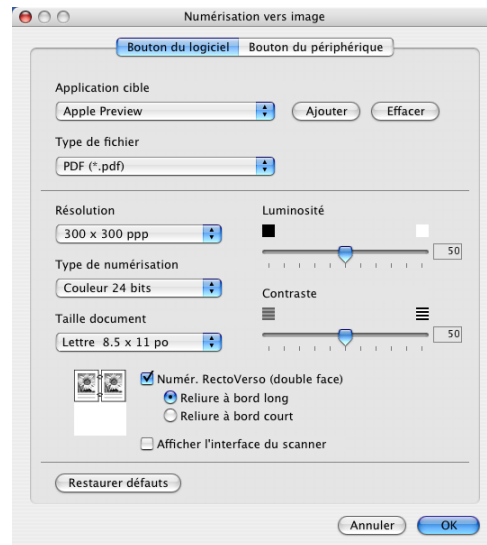 Numérisation vers image
Bouton du logiciel Bouton du périphérique
Application cible
Apple Preview Ajouter Effacer
Type de fichier
PDF (*.pdf)
Résolution Luminosité
300 x 300 ppp 50
Type de numérisation
Couleur 24 bits Contraste
Taille document
Lettre 8.5 x 11 po 50
Numér. RectoVerso (double face)
Reliure à bord long
Reliure à bord court
Afficher l'interface du scanner
Restaurer défauts
Annuler OK